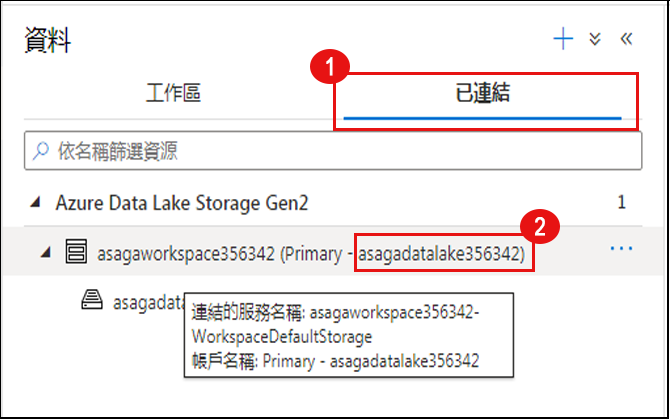 資料
1
工作區
已連結
依名稱篩選資源
Azure Data Lake Storage Gen2 1
2
asagaworkspace356342 (Primary - asagadatalake356342)
asagadata
連結的服務名稱: asagaworkspace356342-
WorkspaceDefaultStorage
帳戶名稱: Primary - asagadatalake356342